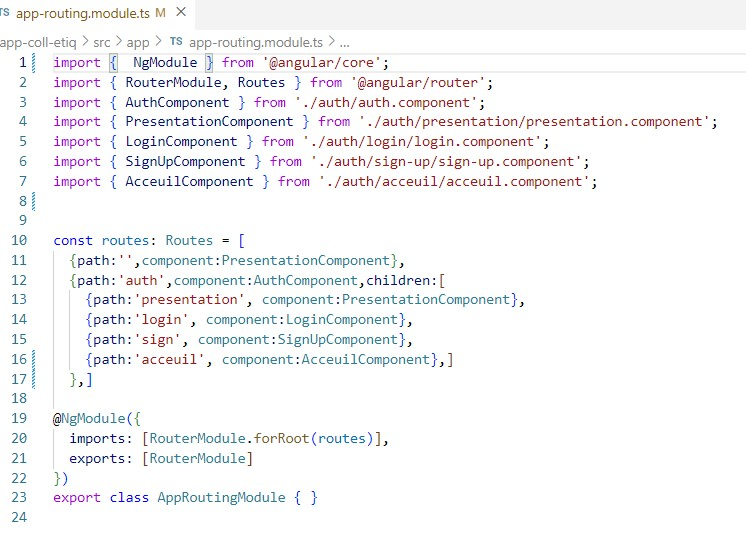 TS app-routing.module.ts M ×
app-coll-etiq > src > app > TS app-routing.module.ts > ...
1 import {  NgModule } from '@angular/core';
2 import { RouterModule, Routes } from '@angular/router';
3 import { AuthComponent } from './auth/auth.component';
4 import { PresentationComponent } from './auth/presentation/presentation.component';
5 import { LoginComponent } from './auth/login/login.component';
6 import { SignUpComponent } from './auth/sign-up/sign-up.component';
7 import { AcceuilComponent } from './auth/acceuil/acceuil.component';
8
9
10 const routes: Routes = [
11   {path:'',component:PresentationComponent},
12   {path:'auth',component:AuthComponent,children:[
13     {path:'presentation', component:PresentationComponent},
14     {path:'login', component:LoginComponent},
15     {path:'sign', component:SignUpComponent},
16     {path:'acceuil', component:AcceuilComponent},]
17   },]
18
19 @NgModule({
20   imports: [RouterModule.forRoot(routes)],
21   exports: [RouterModule]
22 })
23 export class AppRoutingModule { }
24